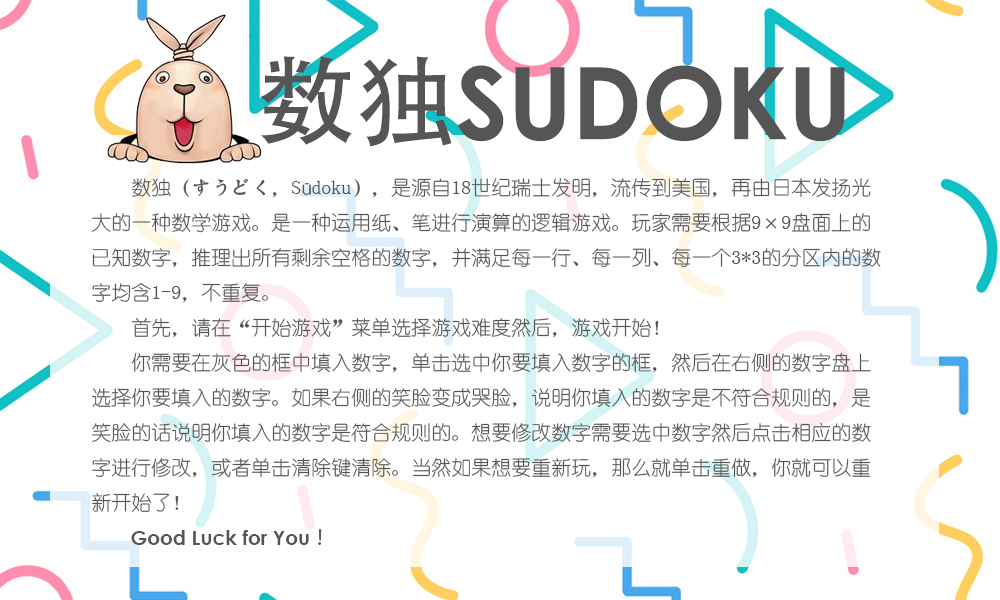 数独SUDOKU
数独（すうどく，Sudoku），是源自18世纪瑞士发明，流传到美国，再由日本发扬光
大的一种数学游戏。是一种运用纸、笔进行演算的逻辑游戏。玩家需要根据9×9盘面上的
已知数字，推理出所有剩余空格的数字，并满足每一行、每一列、每一个3*3的分区内的数
字均含1-9，不重复。
首先，请在“开始游戏”菜单选择游戏难度然后，游戏开始！
你需要在灰色的框中填入数字，单击选中你要填入数字的框，然后在右侧的数字盘上
选择你要填入的数字。如果右侧的笑脸变成哭脸，说明你填入的数字是不符合规则的，是
笑脸的话说明你填入的数字是符合规则的。想要修改数字需要选中数字然后点击相应的数
字进行修改，或者单击清除键清除。当然如果想要重新玩，那么就单击重做，你就可以重
新开始了！
Good Luck for You！